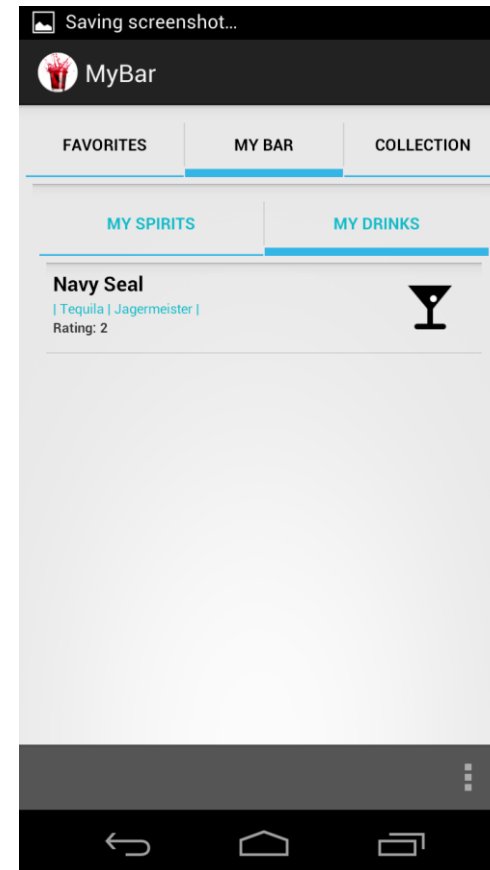 Saving screenshot...
MyBar
FAVORITES MY BAR COLLECTION
MY SPIRITS MY DRINKS
Navy Seal
| Tequila | Jagermeister |
Rating: 2